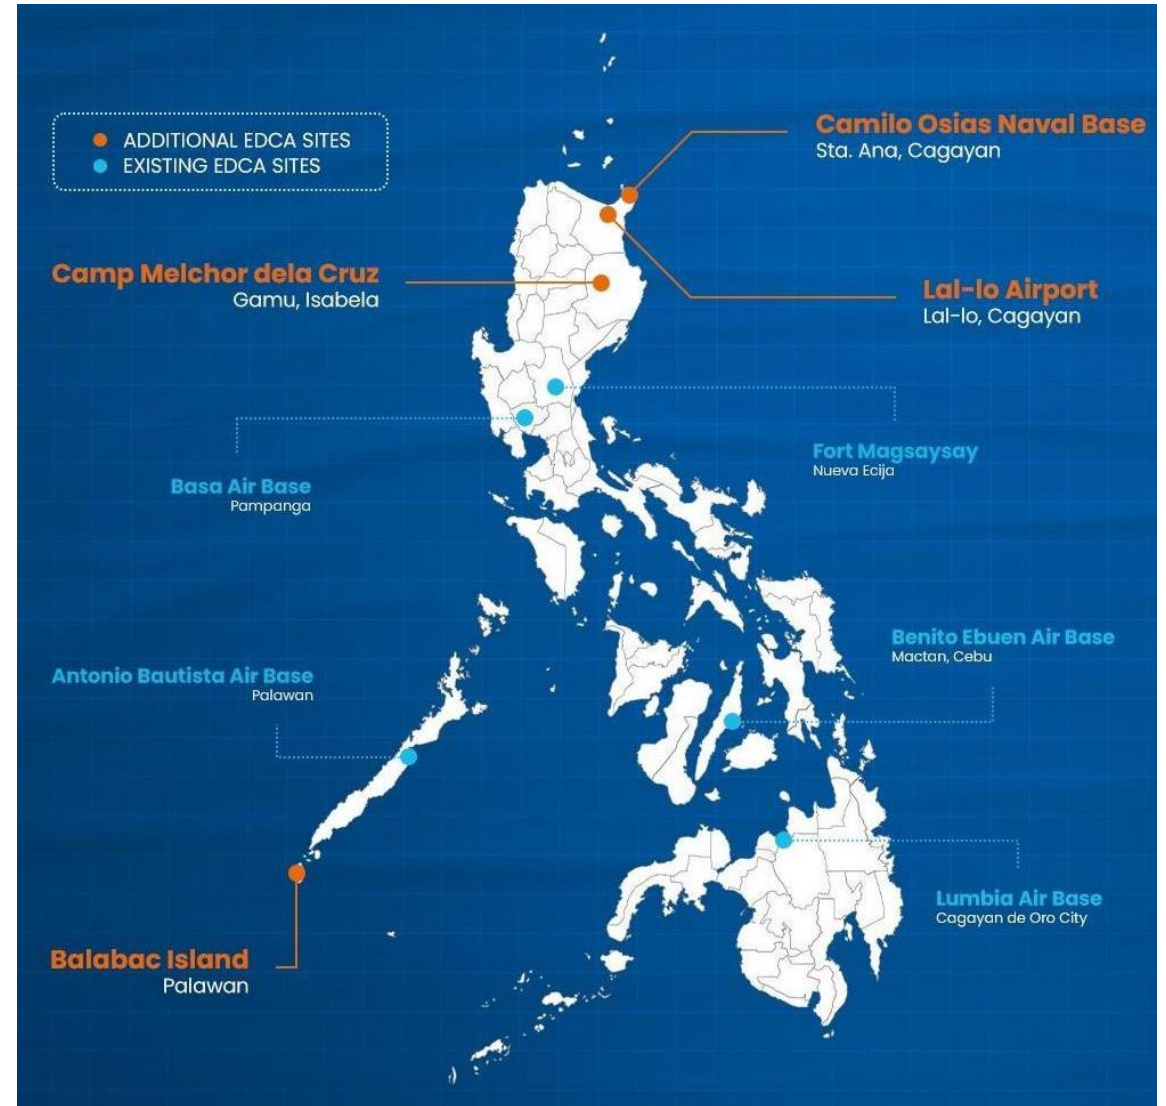 ADDITIONAL EDCA SITES
EXISTING EDCA SITES
Camilo Osias Naval Base
Sta. Ana, Cagayan
Camp Melchor dela Cruz
Gamu, Isabela
Lal-lo Airport
Lal-lo, Cagayan
Fort Magsaysay
Nueva Ecija
Basa Air Base
Pampanga
Benito Ebuen Air Base
Mactan, Cebu
Antonio Bautista Air Base
Palawan
Lumbia Air Base
Cagayan de Oro City
Balabac Island
Palawan